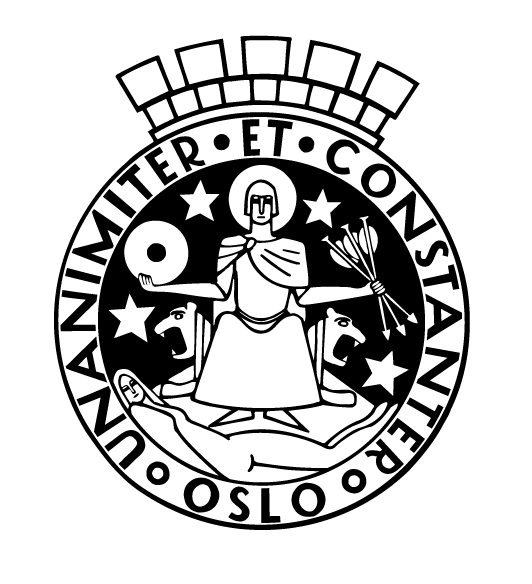 UNANIMITER • ET • CONSTANTER
OSLO